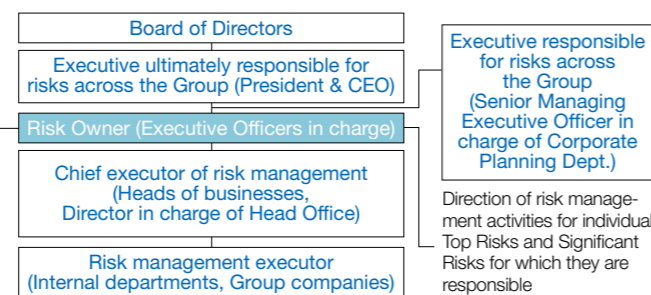 Board of Directors
Executive ultimately responsible for
risks across the Group (President & CEO)
Risk Owner (Executive Officers in charge)
Chief executor of risk management
(Heads of businesses,
Director in charge of Head Office)
Risk management executor
(Internal departments, Group companies)
Executive responsible
for risks across
the Group
(Senior Managing
Executive Officer in
charge of Corporate
Planning Dept.)
Direction of risk manage-
ment activities for individual
Top Risks and Significant
Risks for which they are
responsible